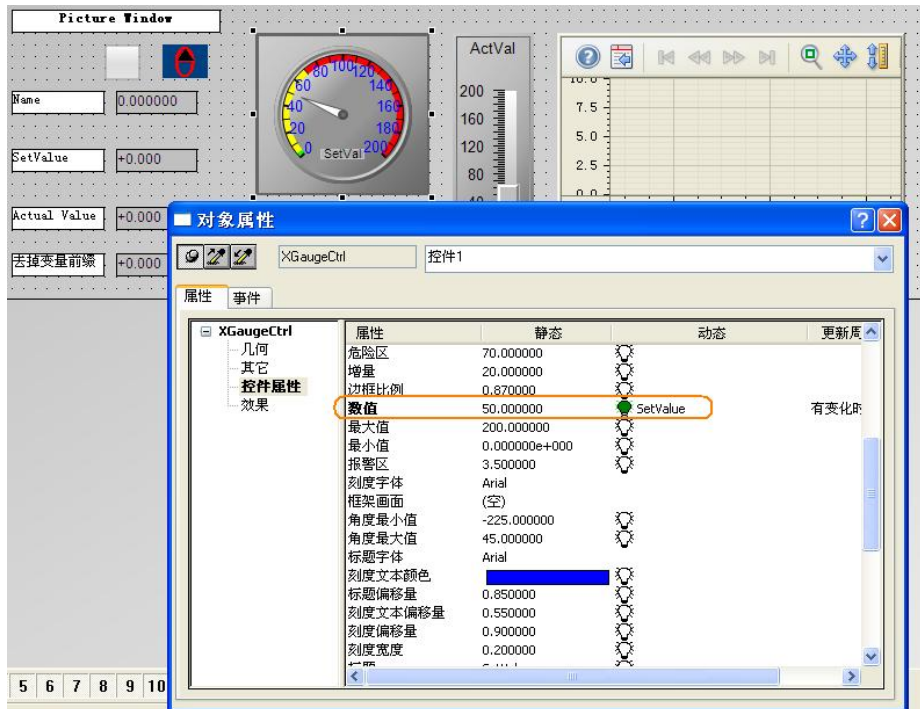 Picture Window
Name
0.000000
SetValue
+0.000
Actual Value
+0.000
去掉变量前缀
+0.000
0
20
40
60
80
100
120
140
160
180
200
SetVal
ActVal
200
160
120
80
40
10.0
7.5
5.0
2.5
0.0
对象属性
XGaugeCtrl
控件1
属性 事件
XGaugeCtrl
几何
其它
控件属性
效果
属性 静态 动态 更新周
危险区 70.000000
增量 20.000000
边框比例 0.870000
数值 50.000000 SetValue 有变化时
最大值 200.000000
最小值 0.000000e+000
报警区 3.500000
刻度字体 Arial
框架画面 (空)
角度最小值 -225.000000
角度最大值 45.000000
标题字体 Arial
刻度文本颜色
标题偏移量 0.850000
刻度文本偏移量 0.550000
刻度偏移量 0.900000
刻度宽度 0.200000
标题
5 6 7 8 9 10